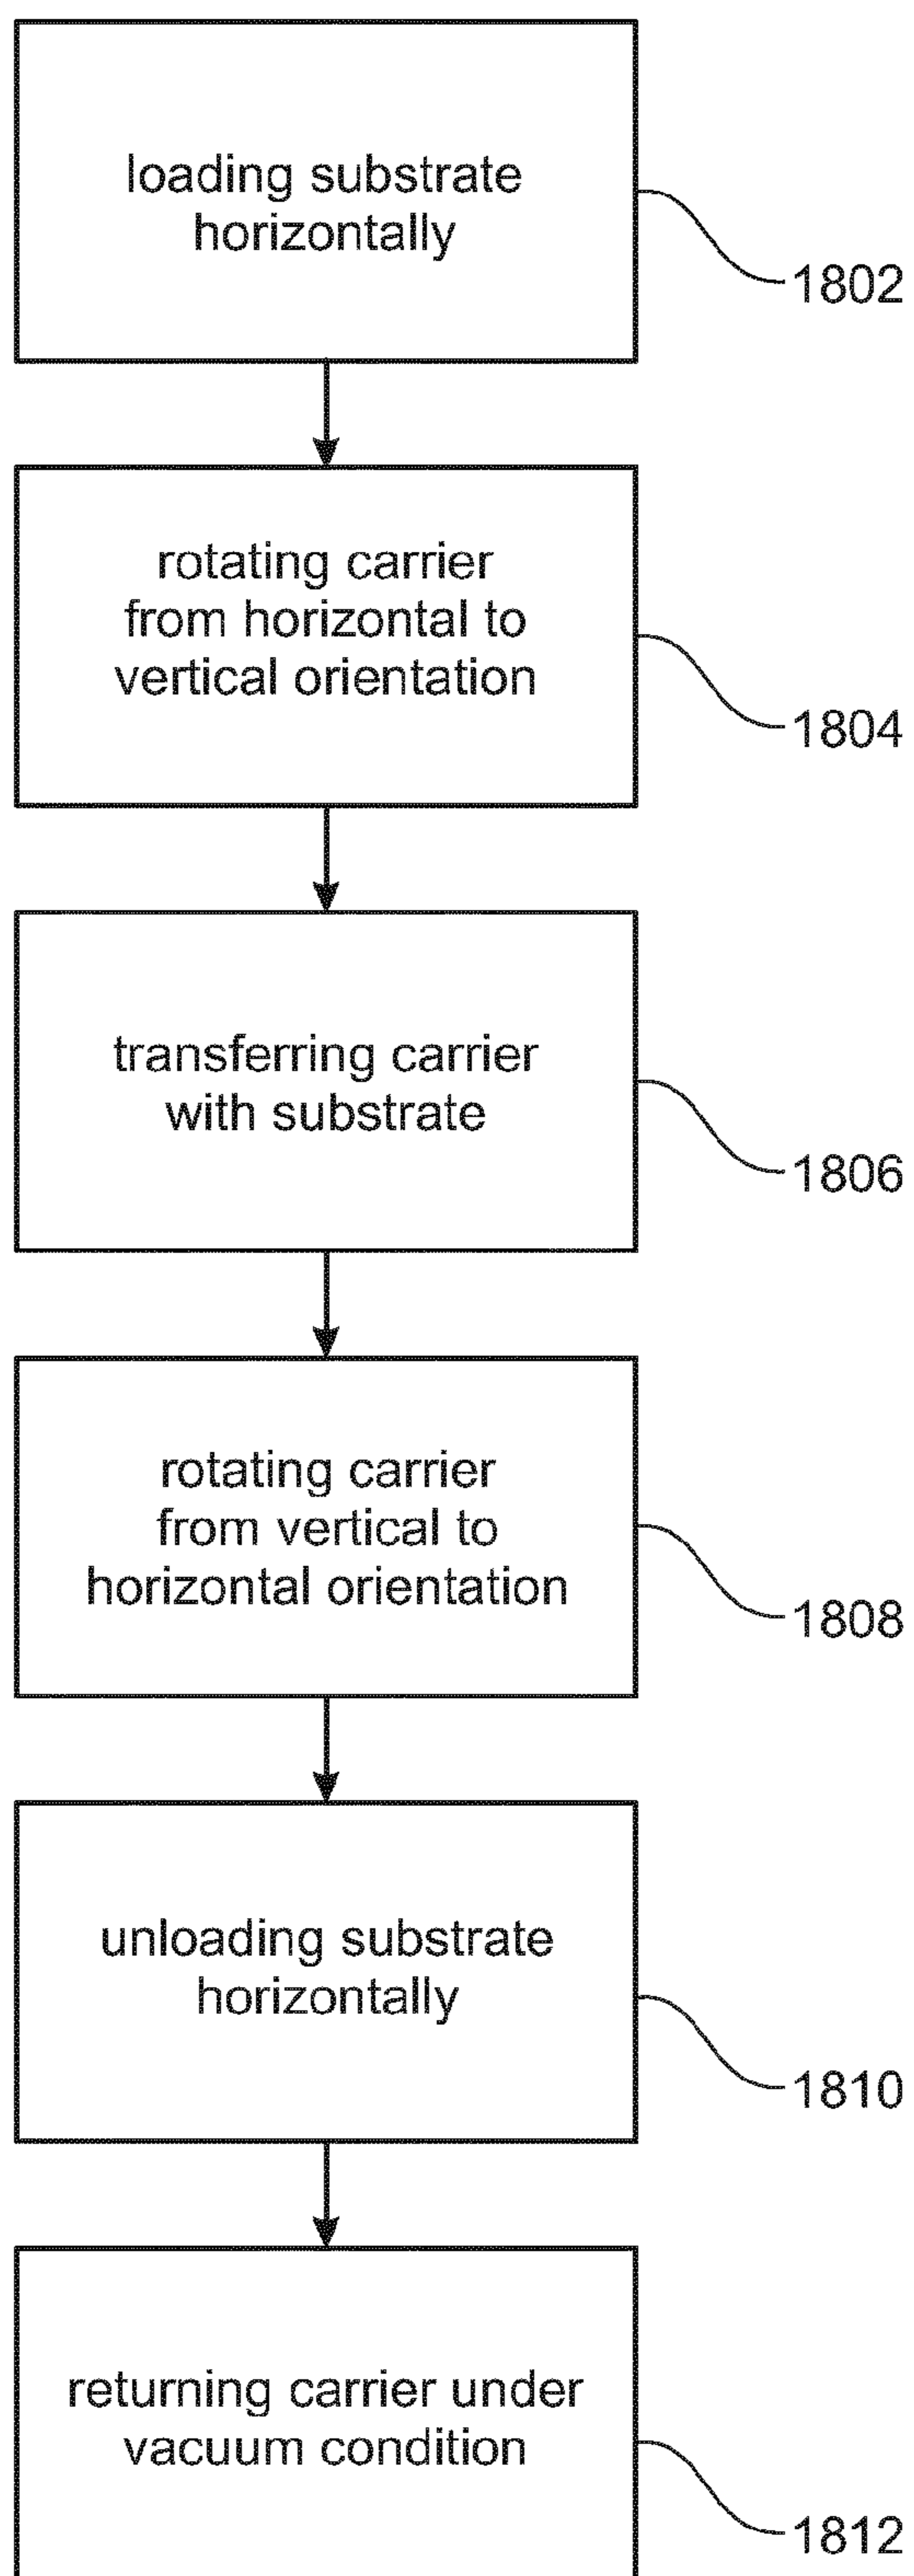 loading substrate
horizontally
1802
rotating carrier
from horizontal to
vertical orientation
1804
transferring carrier
with substrate
1806
rotating carrier
from vertical to
horizontal orientation
1808
unloading substrate
horizontally
1810
returning carrier under
vacuum condition
1812